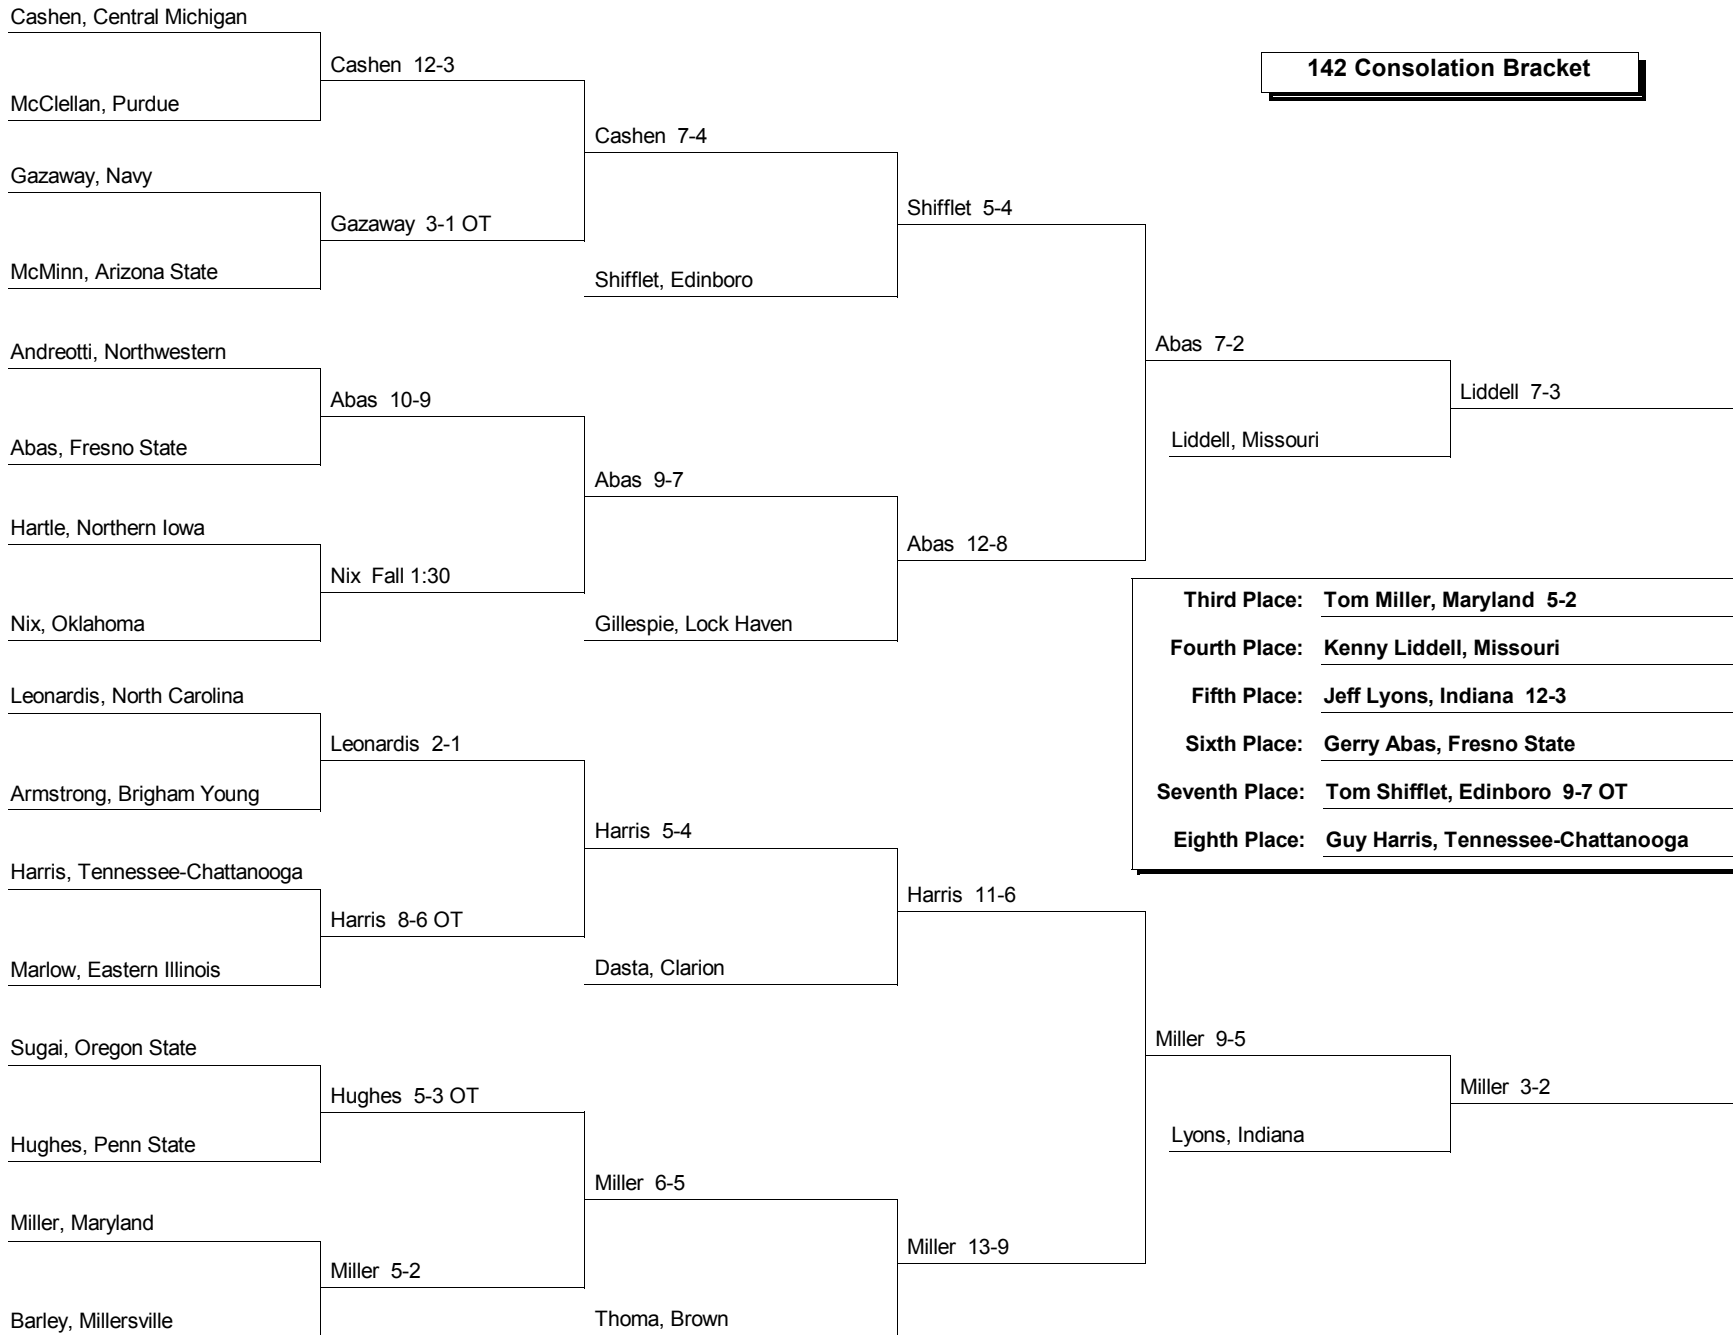 Cashen, Central Michigan
Cashen 12-3
142 Consolation Bracket
McClellan, Purdue
Cashen 7-4
Gazaway, Navy
Shifflet 5-4
Gazaway 3-1 OT
McMinn, Arizona State
Shifflet, Edinboro
Andreotti, Northwestern
Abas 7-2
Abas 10-9
Liddell 7-3
Abas, Fresno State
Liddell, Missouri
Abas 9-7
Hartle, Northern Iowa
Abas 12-8
Nix Fall 1:30
Nix, Oklahoma
Gillespie, Lock Haven
Third Place: Tom Miller, Maryland 5-2
Fourth Place: Kenny Liddell, Missouri
Fifth Place: Jeff Lyons, Indiana 12-3
Sixth Place: Gerry Abas, Fresno State
Seventh Place: Tom Shifflet, Edinboro 9-7 OT
Eighth Place: Guy Harris, Tennessee-Chattanooga
Leonardis, North Carolina
Leonardis 2-1
Armstrong, Brigham Young
Harris 5-4
Harris, Tennessee-Chattanooga
Harris 11-6
Harris 8-6 OT
Marlow, Eastern Illinois
Dasta, Clarion
Sugai, Oregon State
Miller 9-5
Hughes 5-3 OT
Miller 3-2
Hughes, Penn State
Lyons, Indiana
Miller 6-5
Miller, Maryland
Miller 13-9
Miller 5-2
Barley, Millersville
Thoma, Brown